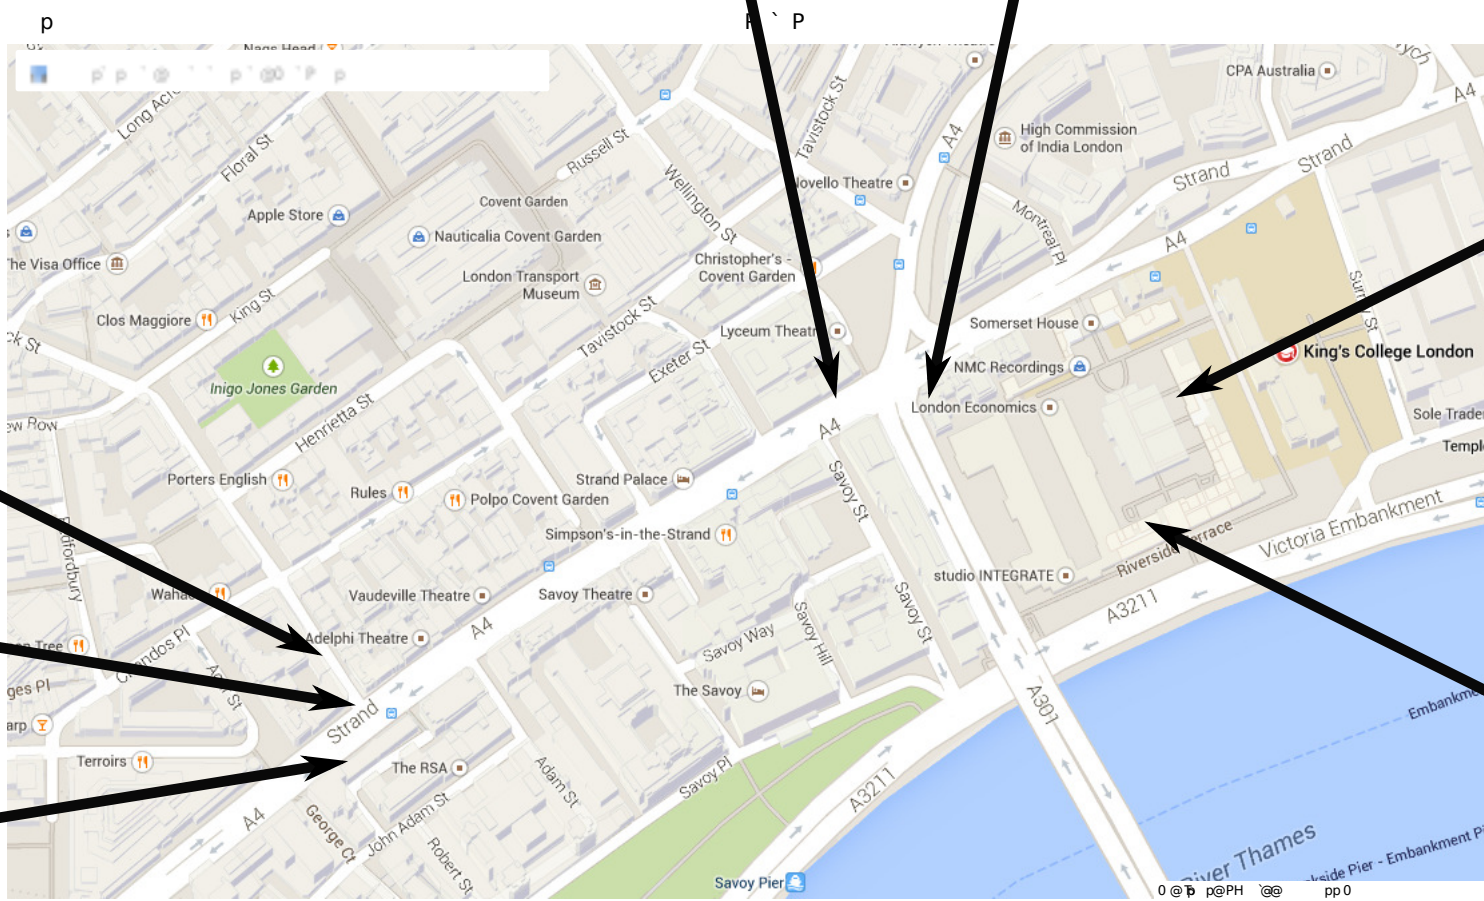 p
P
Nags Head
Long Acre
Floral St
Russell St
Tavistock St
A4
CPA Australia
A4
High Commission
of India London
Strand
Strand
Novello Theatre
Wellington St
Covent Garden
Apple Store
Nauticalia Covent Garden
Montreal Pl
A4
The Visa Office
London Transport
Museum
Christopher's -
Covent Garden
King St
Clos Maggiore
Tavistock St
Lyceum Theatre
Somerset House
Surrey St
Exeter St
NMC Recordings
King's College London
Inigo Jones Garden
London Economics
Henrietta St
A4
Porters English
Rules
Polpo Covent Garden
Strand Palace
Savoy St
Simpson's-in-the-Strand
Victoria Embankment
Riverside Terrace
Bedfordbury
studio INTEGRATE
Vaudeville Theatre
Savoy Theatre
Savoy St
A3211
Adelphi Theatre
A4
Savoy Way
Savoy Hill
Chandos Pl
The Savoy
A301
Strand
Terroirs
The RSA
Adam St
Savoy Pl
A3211
A4
George Ct
John Adam St
Robert St
River Thames
Savoy Pier